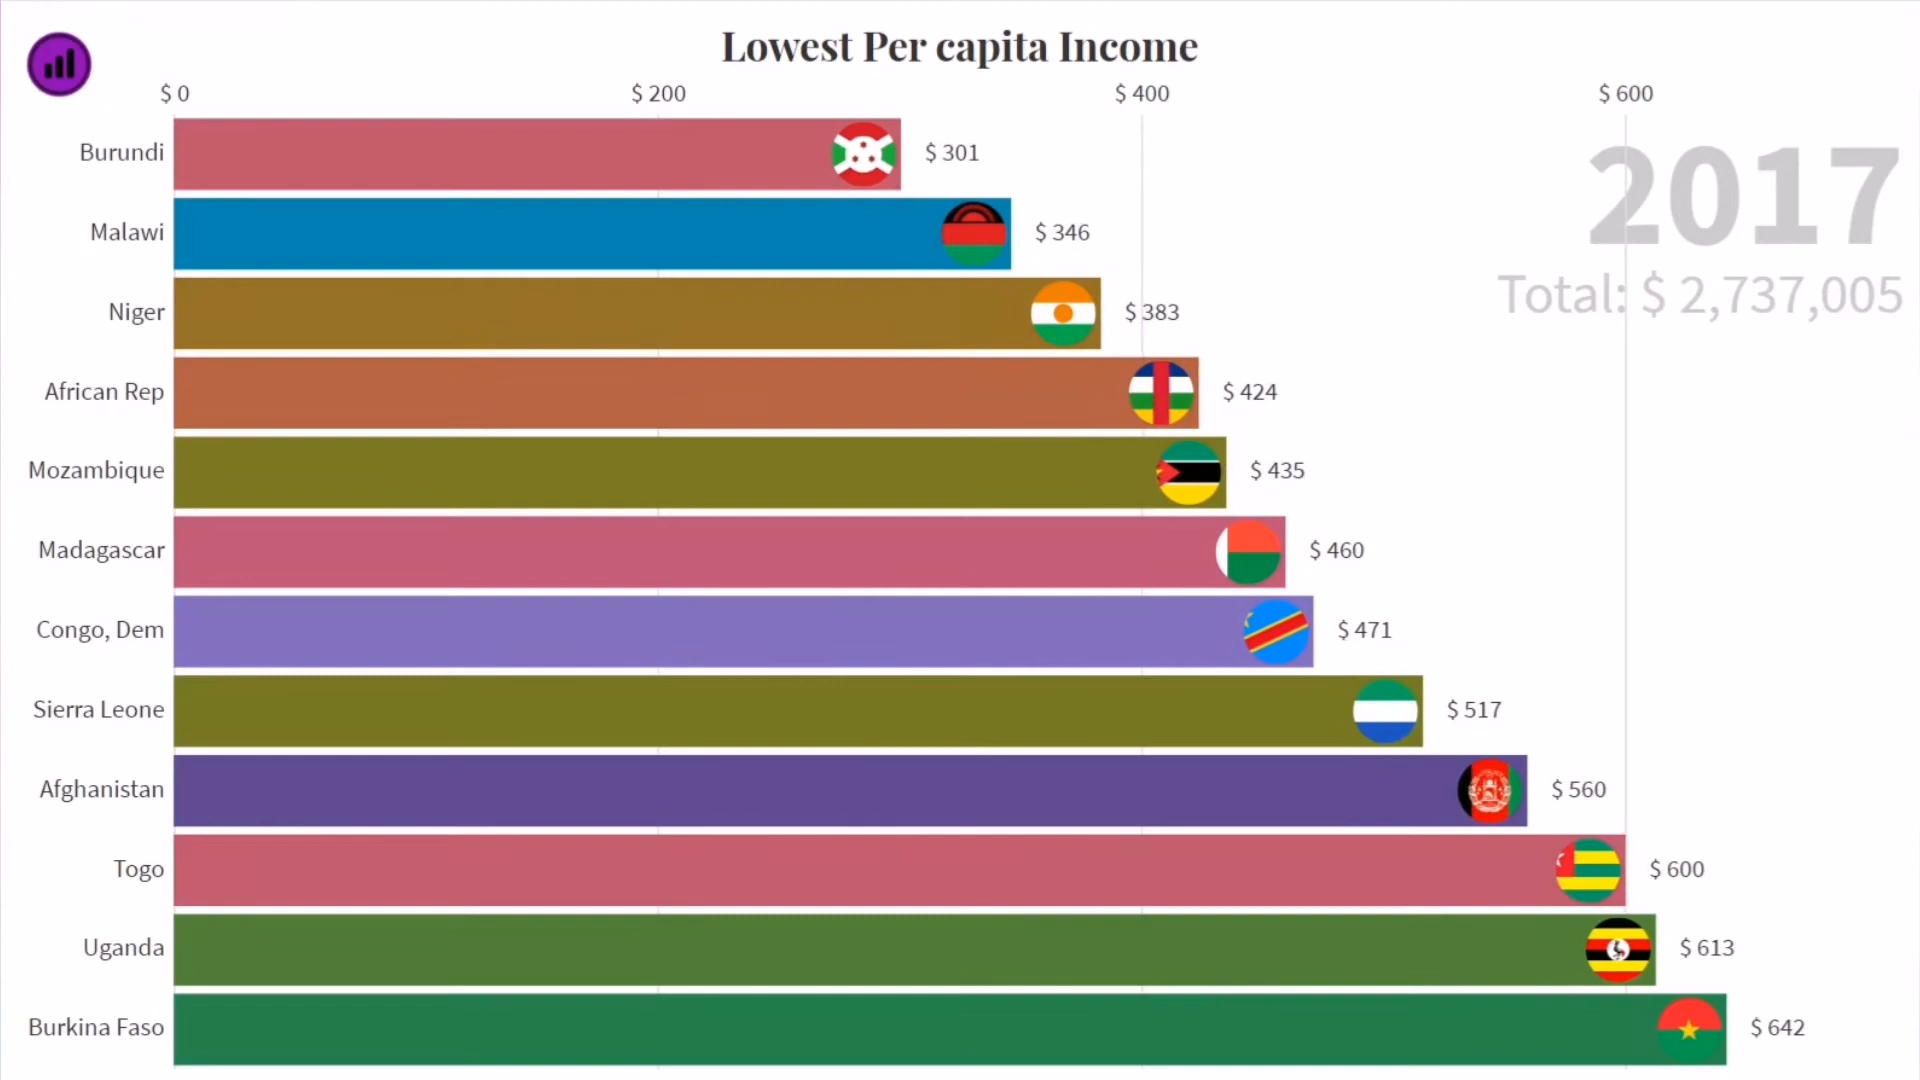 Lowest Per capita Income
$ 0 $ 200 $ 400 $ 600
Burundi $ 301
2017
Malawi $ 346
Total: $ 2,737,005
Niger $ 383
African Rep $ 424
Mozambique $ 435
Madagascar $ 460
Congo, Dem $ 471
Sierra Leone $ 517
Afghanistan $ 560
Togo $ 600
Uganda $ 613
Burkina Faso $ 642